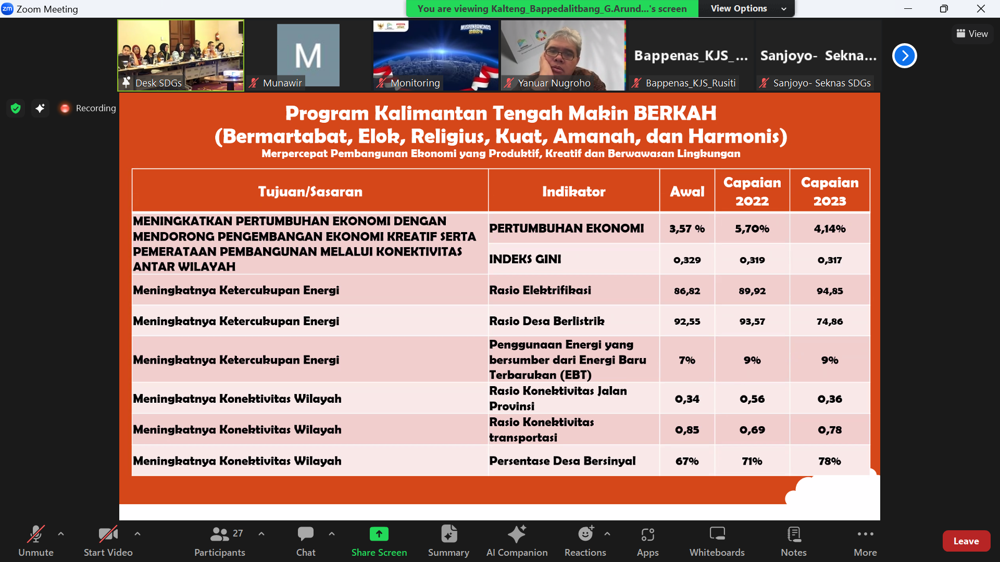 Zoom Meeting
You are viewing Kalteng_Bappedalitbang_G.Arund...'s screen
View Options
View
M
MUSRENBANGNAS
2024
Bappenas_KJS_...
Sanjoyo- Sekna...
Desk SDGs
Munawir
Monitoring
Yanuar Nugroho
Bappenas_KJS_Rusiti
Sanjoyo- Seknas SDGs
Recording
Program Kalimantan Tengah Makin BERKAH
(Bermartabat, Elok, Religius, Kuat, Amanah, dan Harmonis)
Merpercepat Pembangunan Ekonomi yang Produktif, Kreatif dan Berwawasan Lingkungan
Tujuan/Sasaran
Indikator
Awal
Capaian
2022
Capaian
2023
MENINGKATKAN PERTUMBUHAN EKONOMI DENGAN
MENDORONG PENGEMBANGAN EKONOMI KREATIF SERTA
PEMERATAAN PEMBANGUNAN MELALUI KONEKTIVITAS
ANTAR WILAYAH
PERTUMBUHAN EKONOMI
3,57 %
5,70%
4,14%
INDEKS GINI
0,329
0,319
0,317
Meningkatnya Ketercukupan Energi
Rasio Elektrifikasi
86,82
89,92
94,85
Meningkatnya Ketercukupan Energi
Rasio Desa Berlistrik
92,55
93,57
74,86
Meningkatnya Ketercukupan Energi
Penggunaan Energi yang
bersumber dari Energi Baru
Terbarukan (EBT)
7%
9%
9%
Meningkatnya Konektivitas Wilayah
Rasio Konektivitas Jalan
Provinsi
0,34
0,56
0,36
Meningkatnya Konektivitas Wilayah
Rasio Konektivitas
transportasi
0,85
0,69
0,78
Meningkatnya Konektivitas Wilayah
Persentase Desa Bersinyal
67%
71%
78%
Unmute
Start Video
27
Participants
Chat
Share Screen
Summary
AI Companion
Reactions
Apps
Whiteboards
Notes
More
Leave